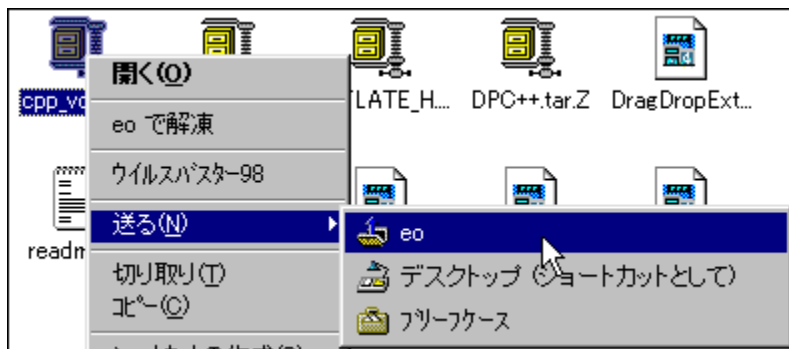 cpp_vc
LATE_H...
DPC++.tar.Z
DragDropExt...
開く(O)
eo で解凍
ウイルスバスター98
送る(N)
eo
デスクトップ (ショートカットとして)
ブリーフケース
readm
切り取り(T)
コピー(C)